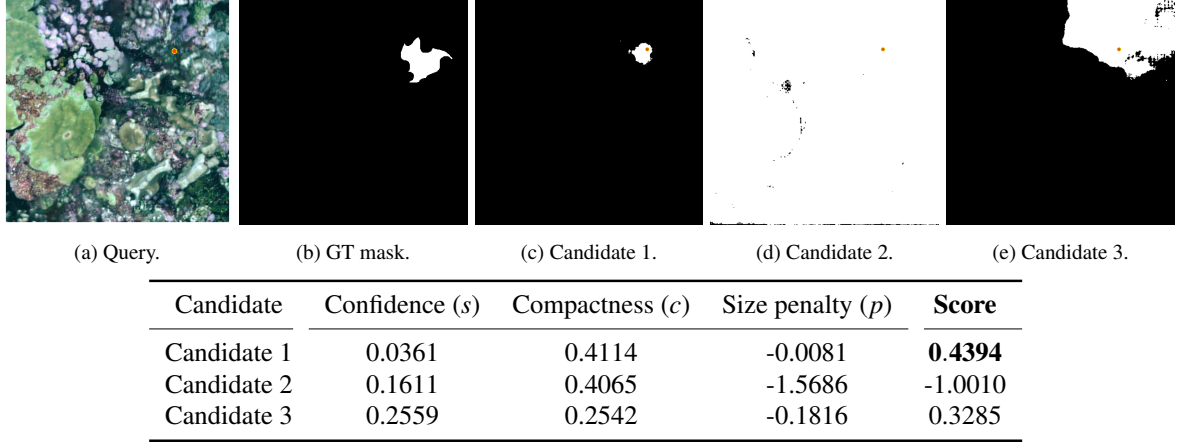 (a) Query. (b) GT mask. (c) Candidate 1. (d) Candidate 2. (e) Candidate 3.
Candidate Confidence (s) Compactness (c) Size penalty (p) Score
Candidate 1 0.0361 0.4114 -0.0081 0.4394
Candidate 2 0.1611 0.4065 -1.5686 -1.0010
Candidate 3 0.2559 0.2542 -0.1816 0.3285